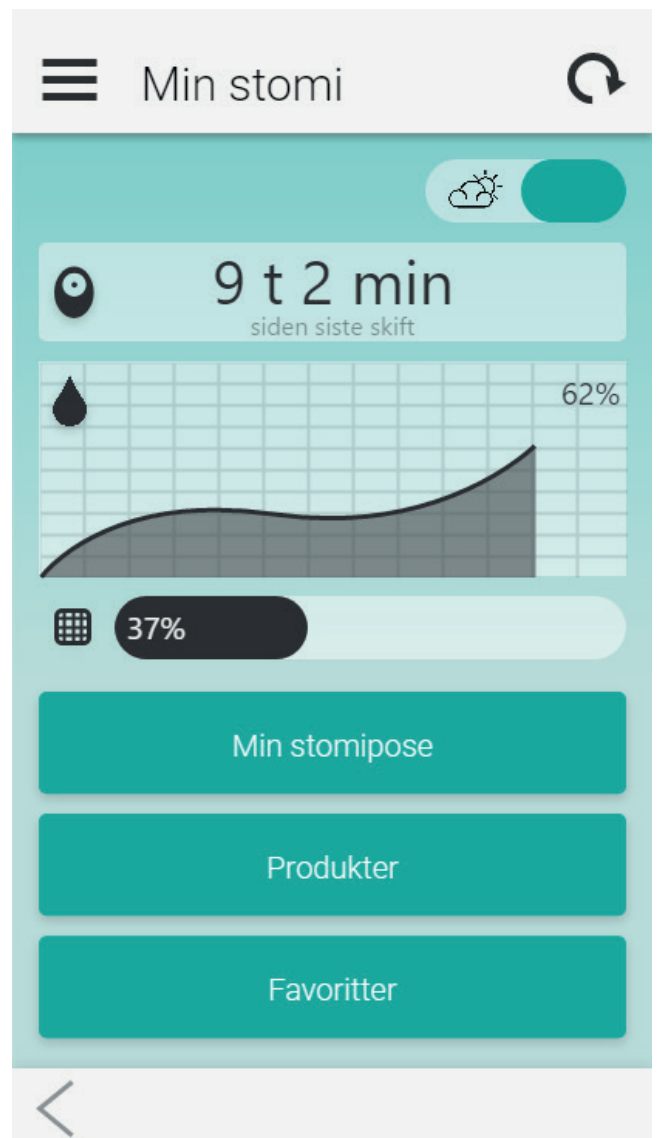 Min stomi
9 t 2 min
siden siste skift
62%
37%
Min stomipose
Produkter
Favoritter